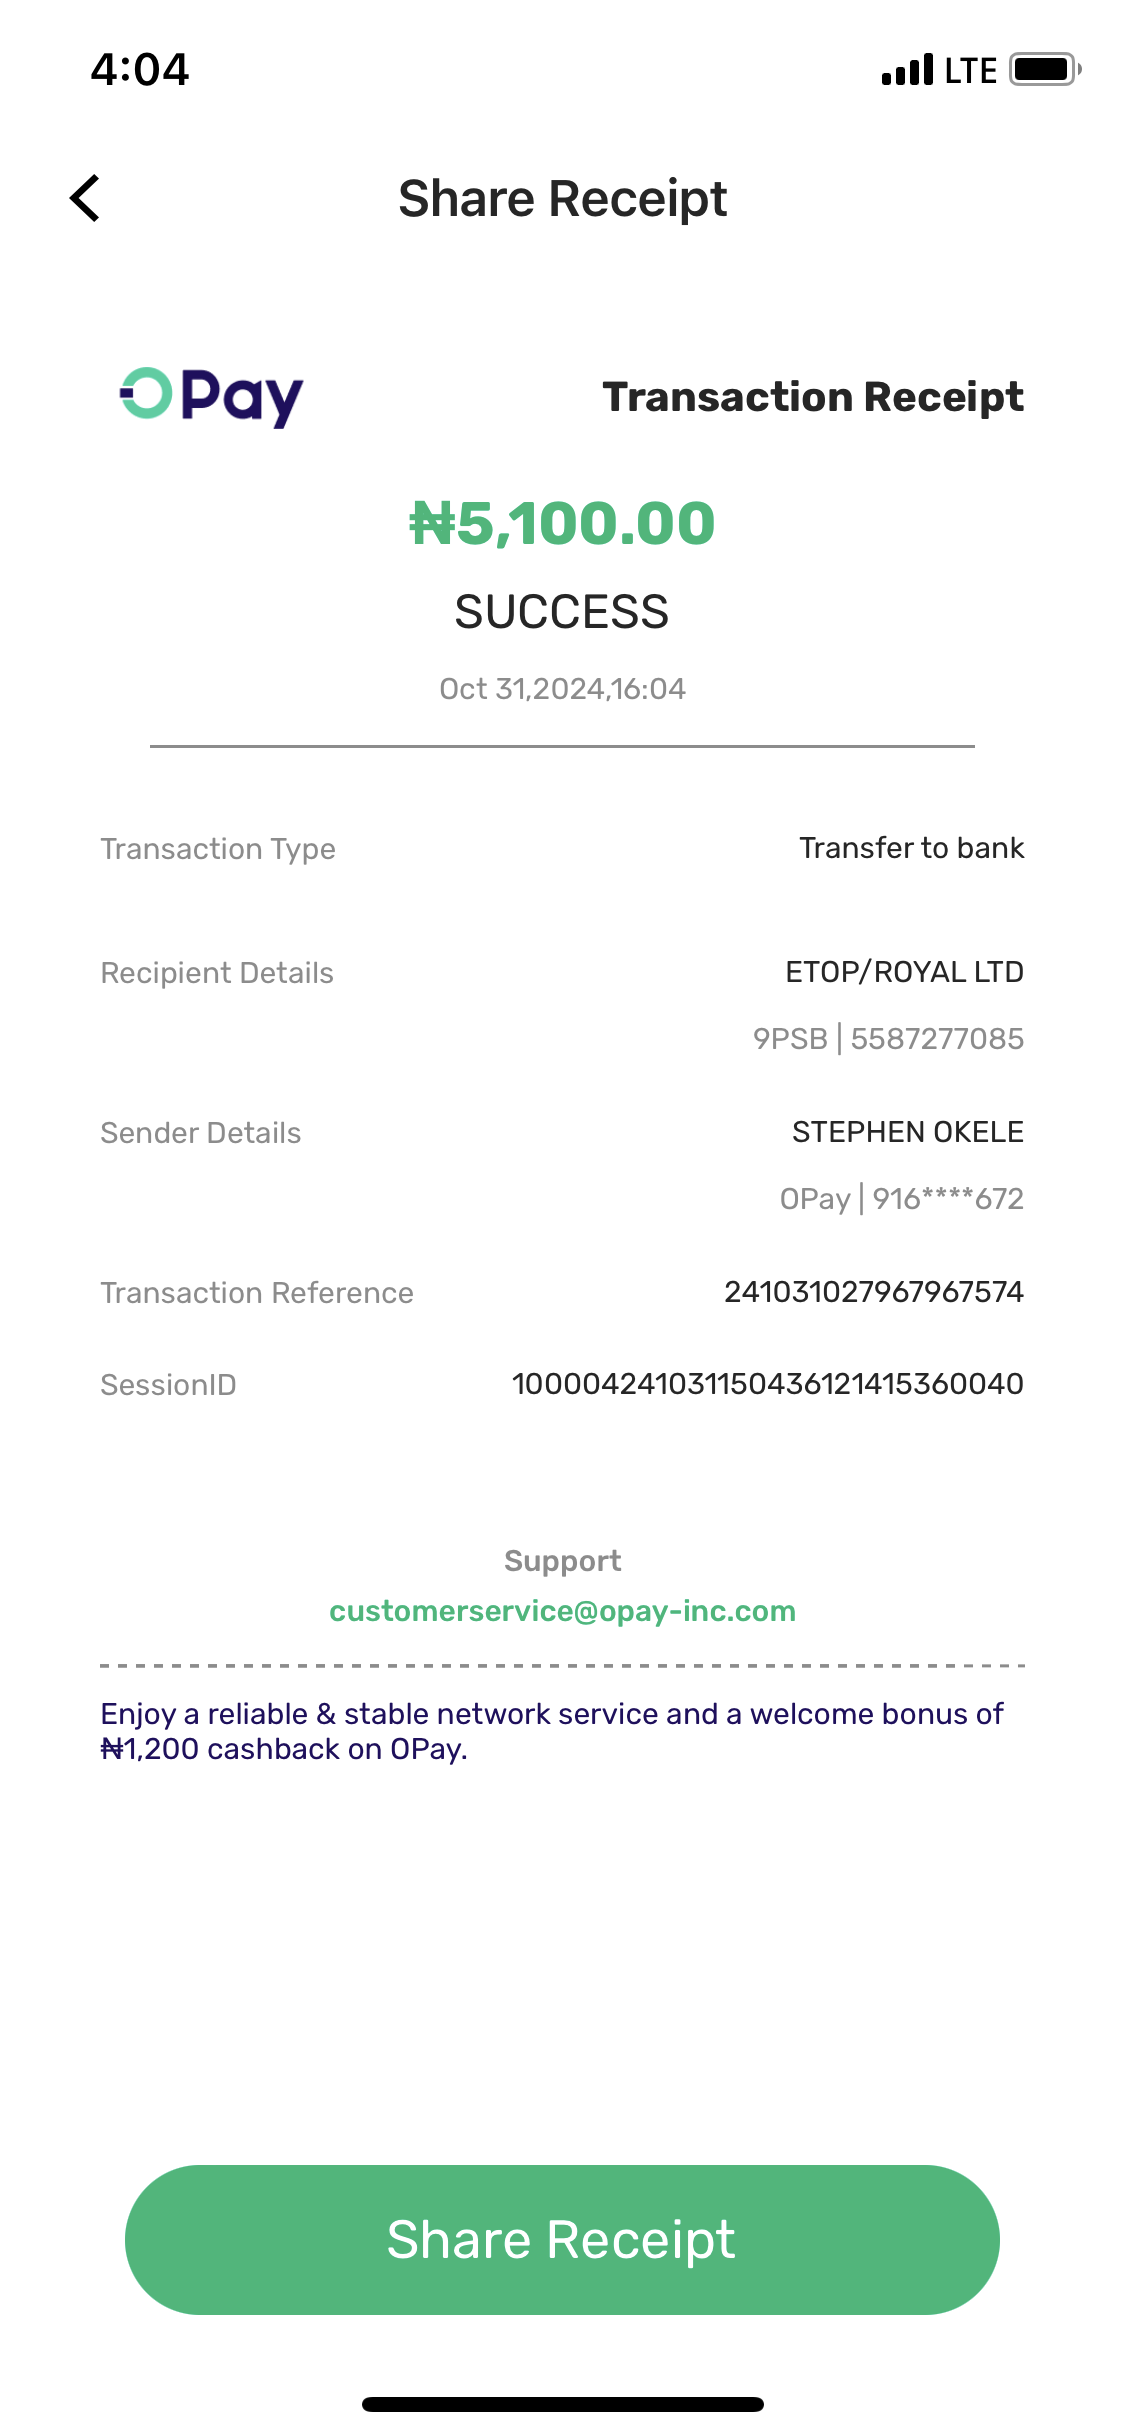 4:04 LTE
Share Receipt
OPay Transaction Receipt
₦5,100.00
SUCCESS
Oct 31,2024,16:04
Transaction Type Transfer to bank
Recipient Details ETOP/ROYAL LTD
9PSB | 5587277085
Sender Details STEPHEN OKELE
OPay | 916****672
Transaction Reference 241031027967967574
SessionID 100004241031150436121415360040
Support
customerservice@opay-inc.com
Enjoy a reliable & stable network service and a welcome bonus of
₦1,200 cashback on OPay.
Share Receipt